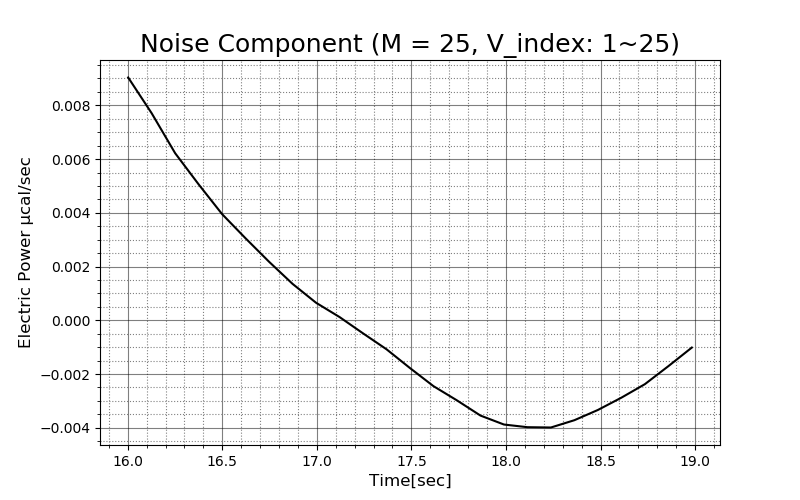 Noise Component (M = 25, V_index: 1~25)
Electric Power μcal/sec
0.008
0.006
0.004
0.002
0.000
−0.002
−0.004
16.0 16.5 17.0 17.5 18.0 18.5 19.0
Time[sec]